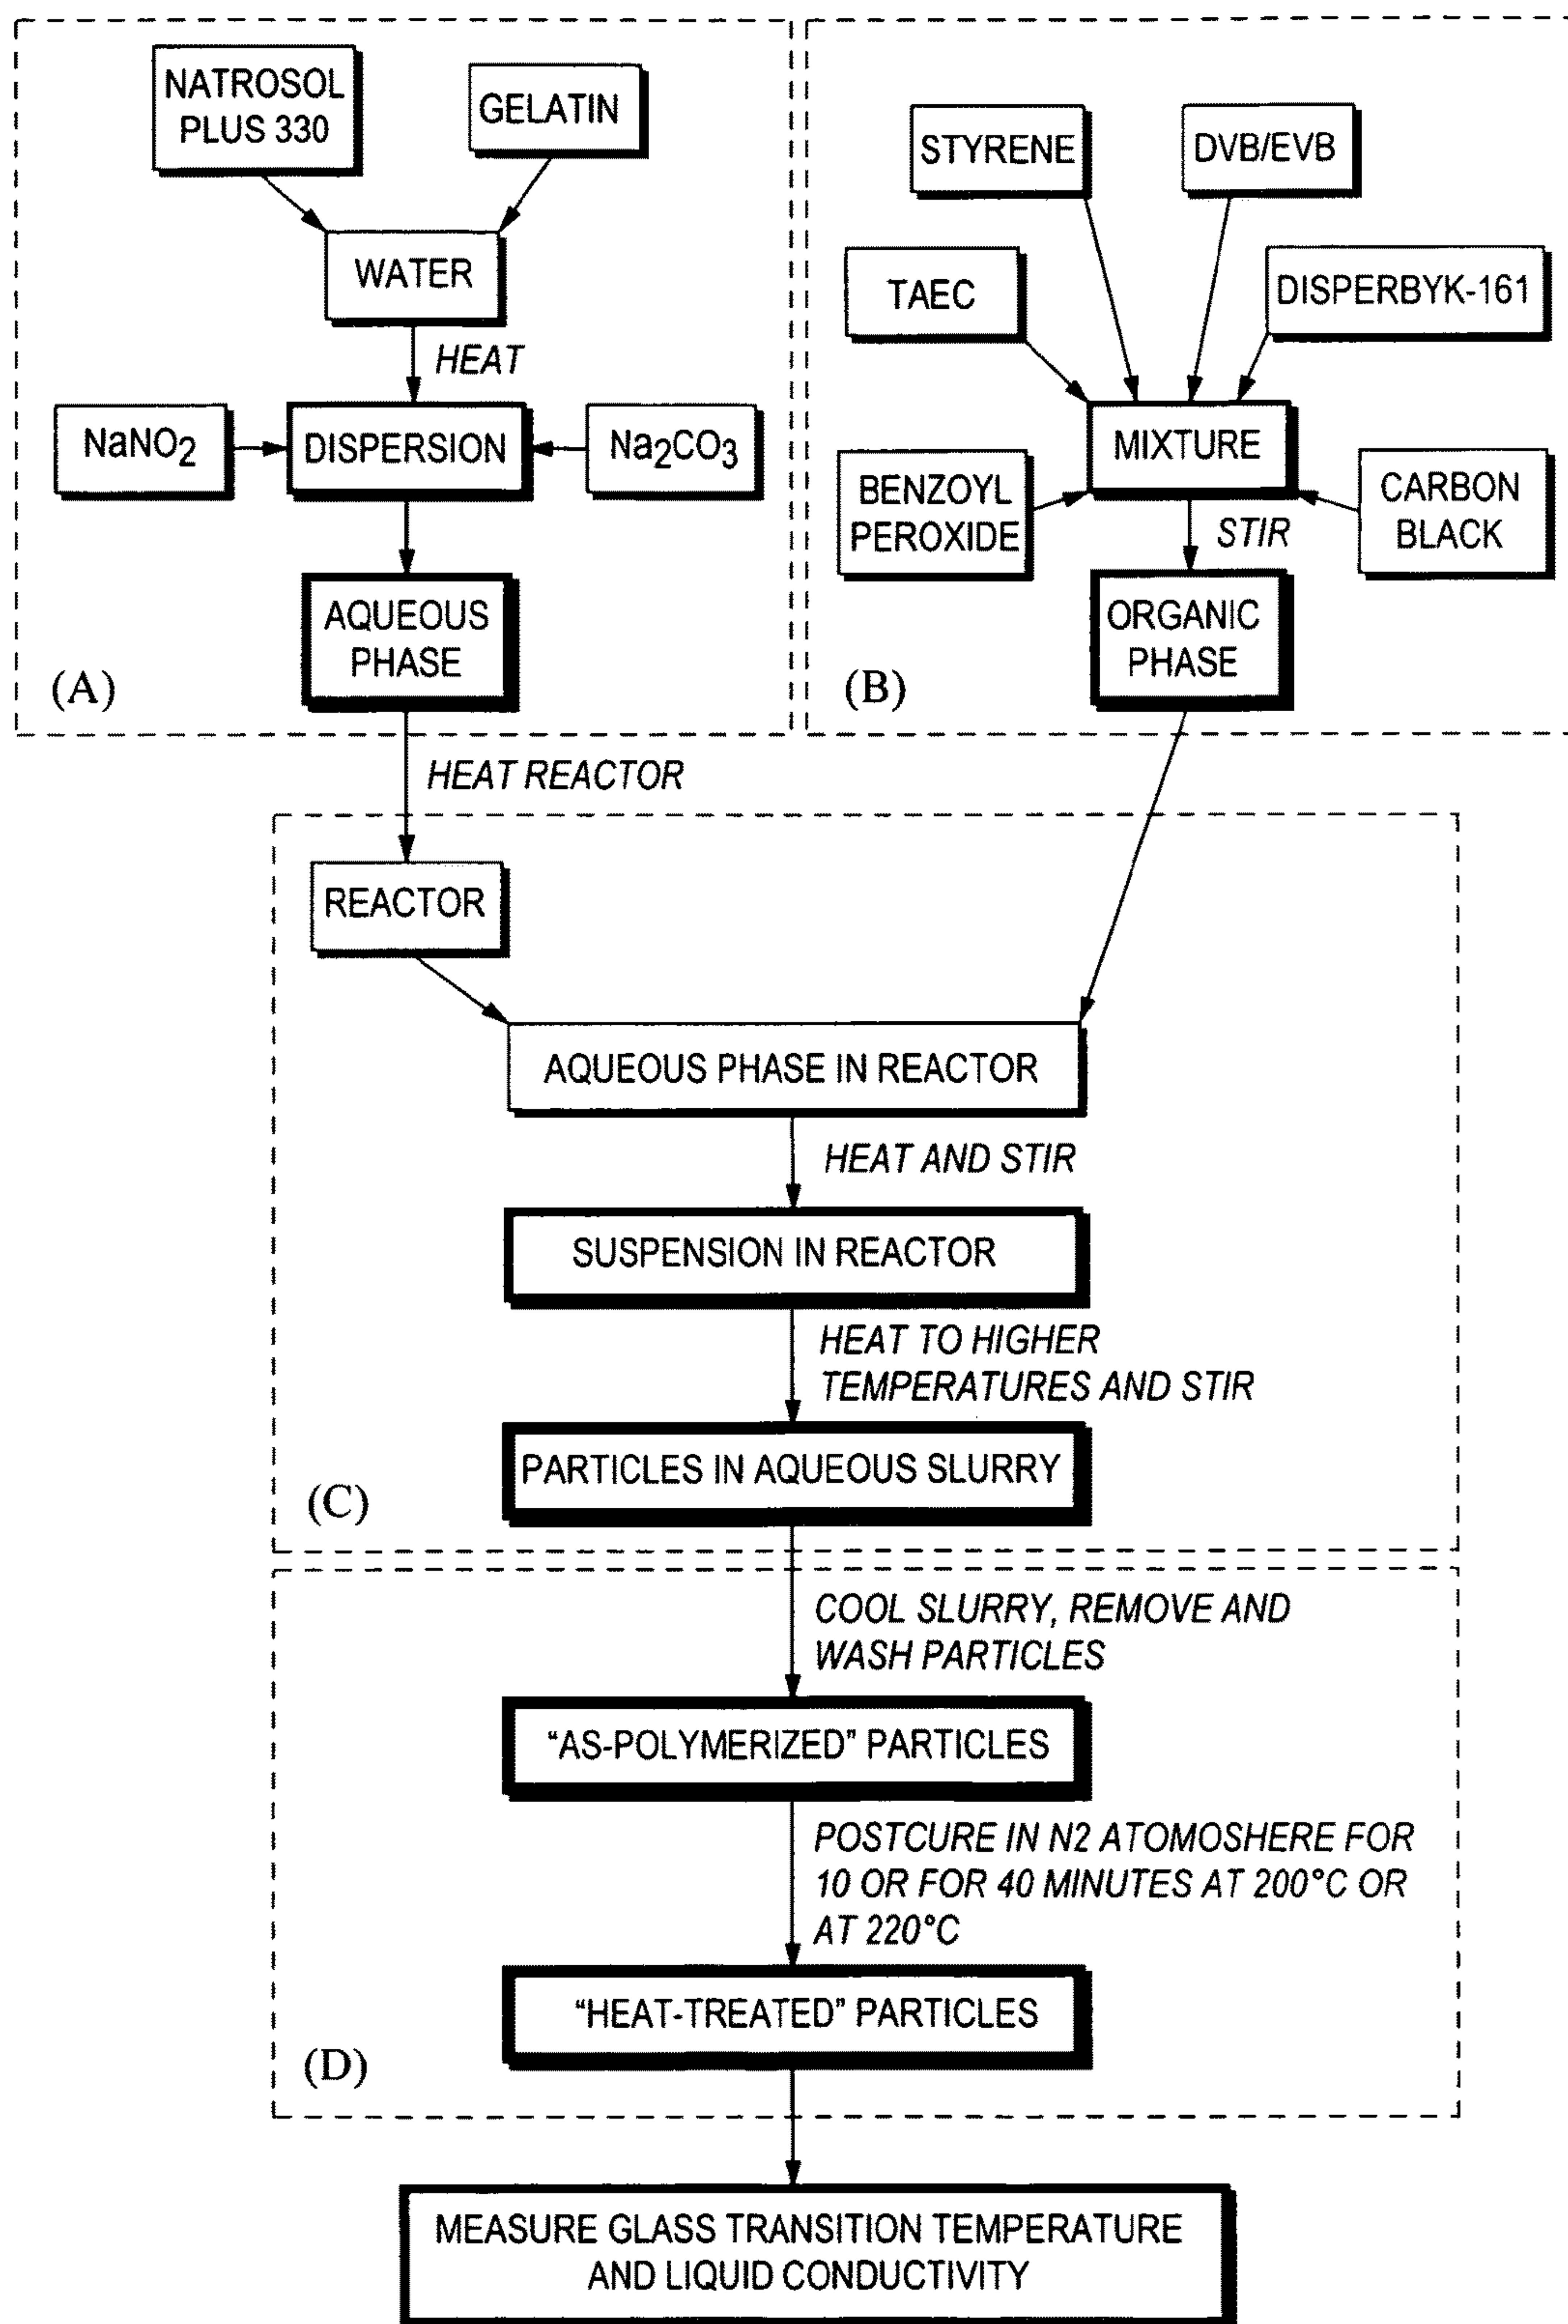 NATROSOL
PLUS 330
GELATIN
WATER
HEAT
NaNO2
DISPERSION
Na2CO3
AQUEOUS
PHASE
(A)
STYRENE
DVB/EVB
TAEC
DISPERBYK-161
MIXTURE
BENZOYL
PEROXIDE
CARBON
BLACK
STIR
ORGANIC
PHASE
(B)
HEAT REACTOR
REACTOR
AQUEOUS PHASE IN REACTOR
HEAT AND STIR
SUSPENSION IN REACTOR
HEAT TO HIGHER
TEMPERATURES AND STIR
PARTICLES IN AQUEOUS SLURRY
(C)
COOL SLURRY, REMOVE AND
WASH PARTICLES
“AS-POLYMERIZED” PARTICLES
POSTCURE IN N2 ATOMOSHERE FOR
10 OR FOR 40 MINUTES AT 200°C OR
AT 220°C
“HEAT-TREATED” PARTICLES
(D)
MEASURE GLASS TRANSITION TEMPERATURE
AND LIQUID CONDUCTIVITY